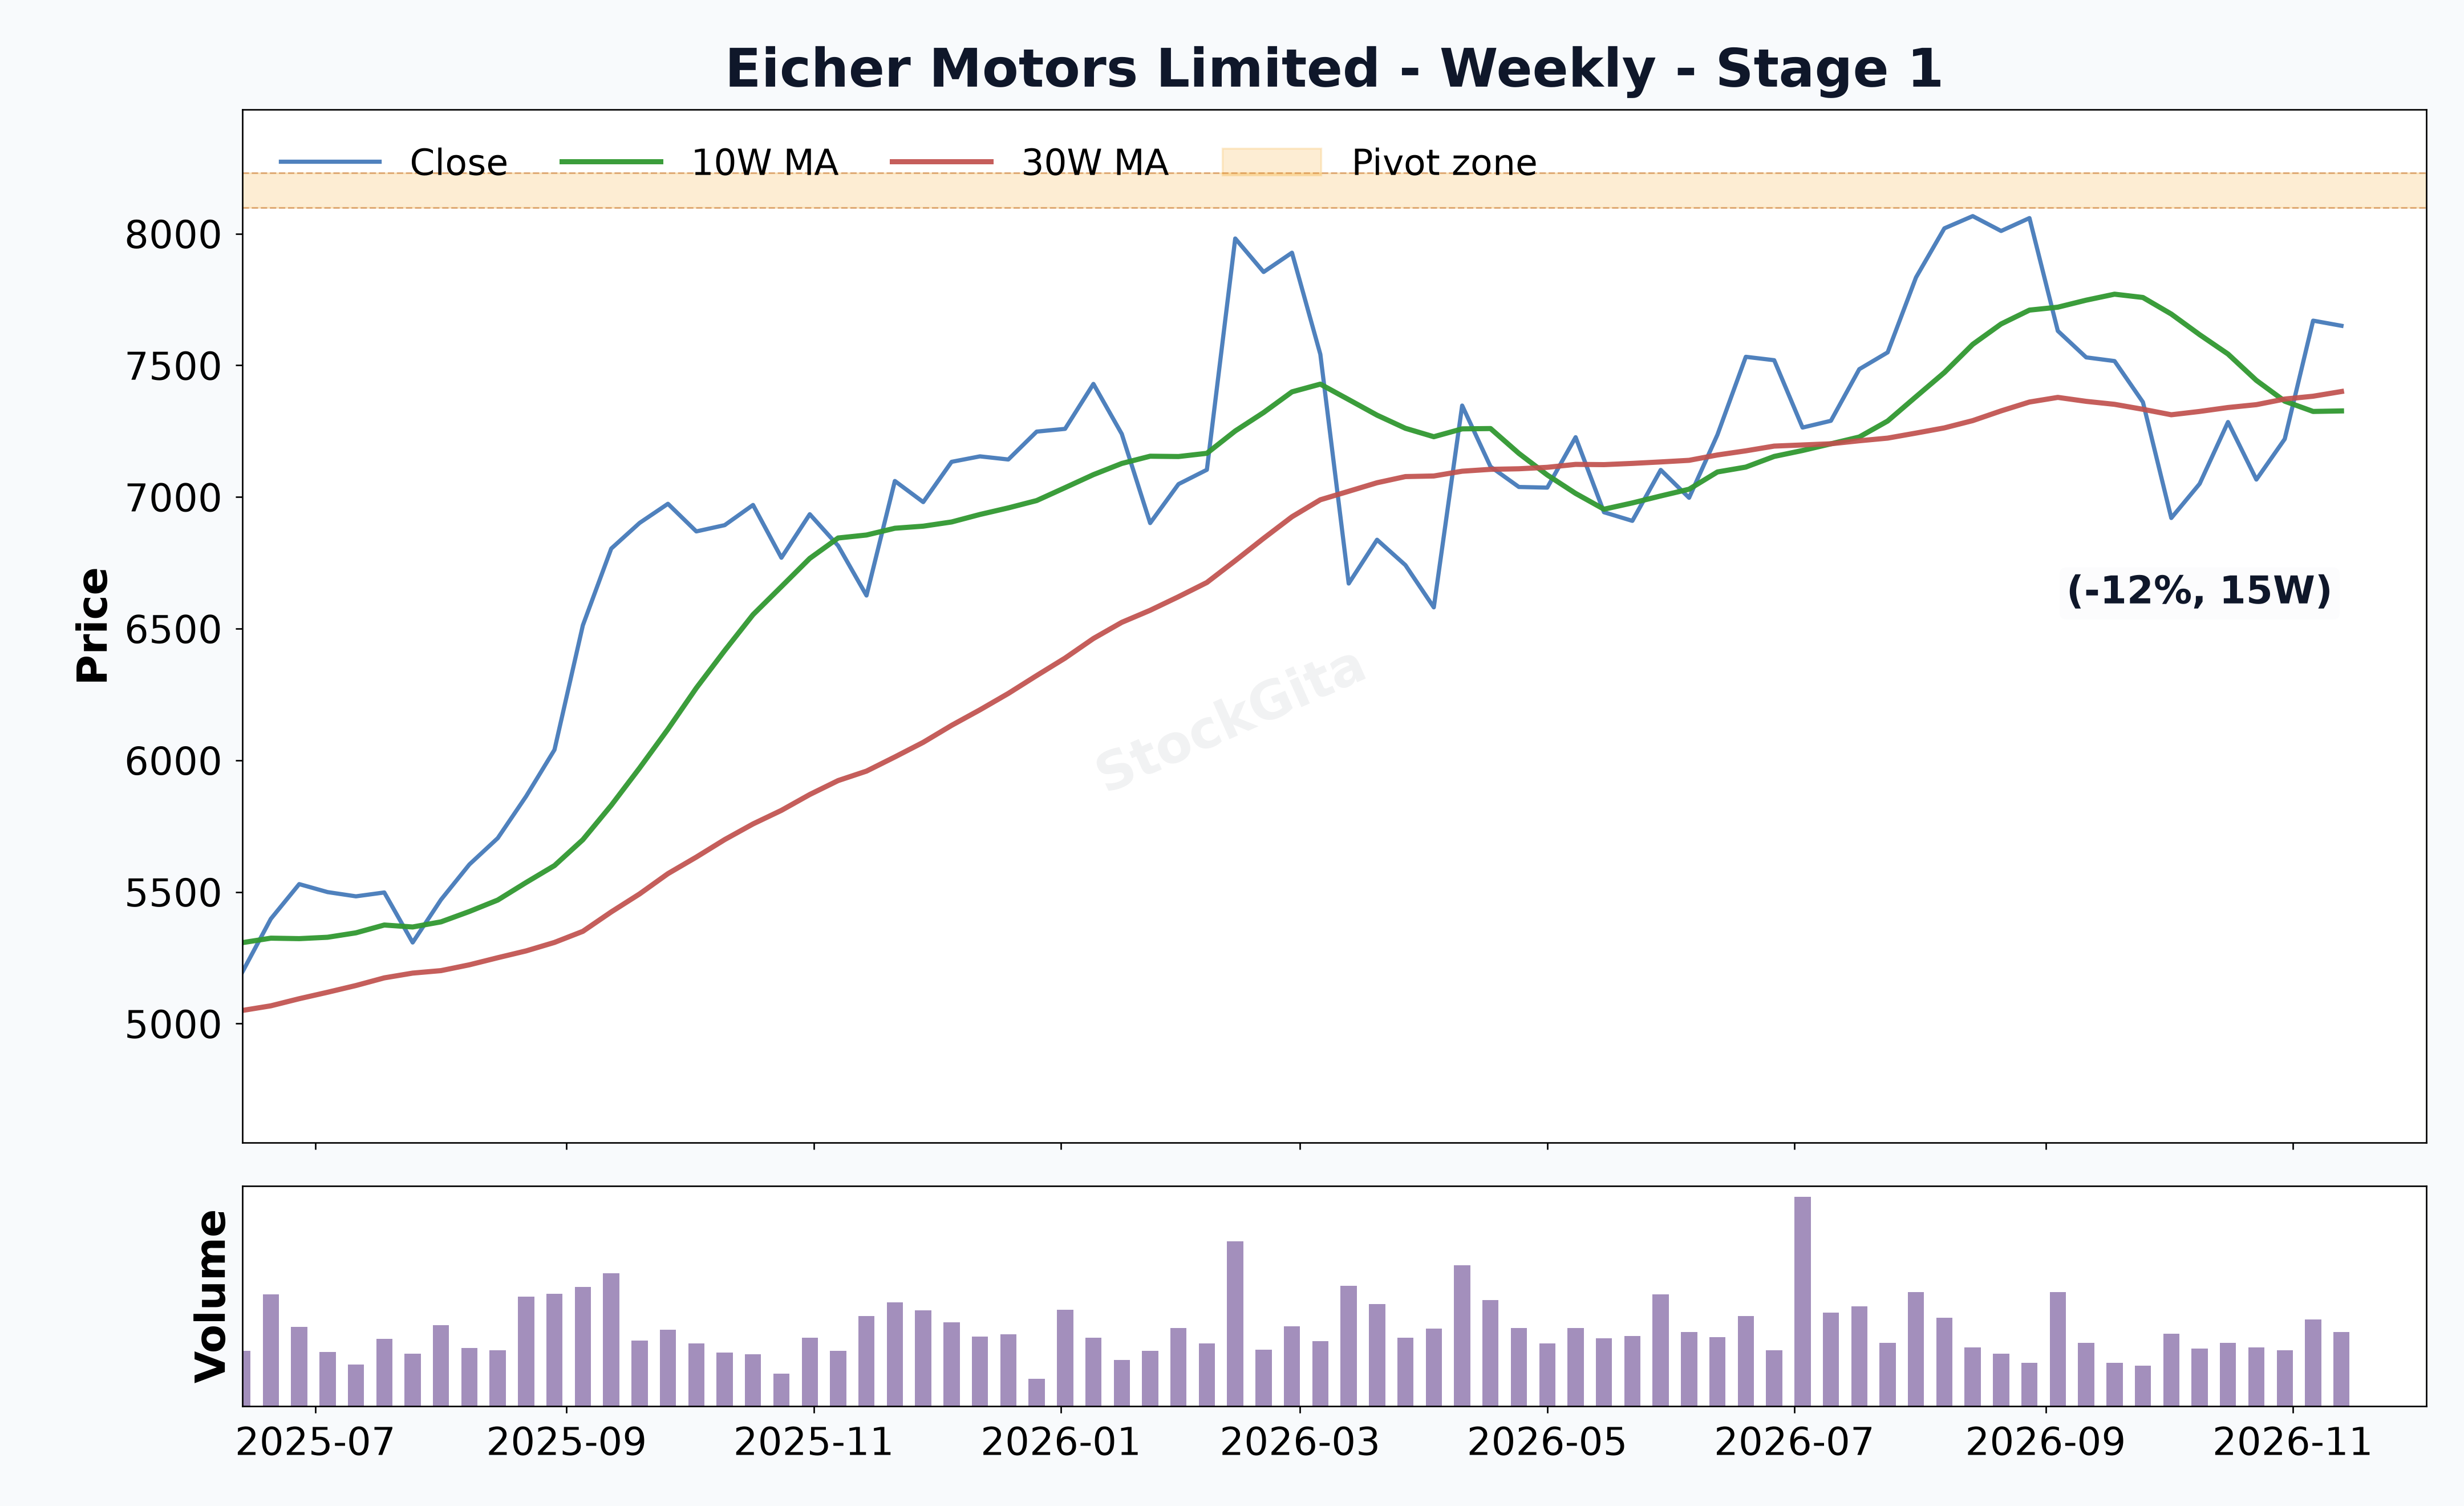 Eicher Motors Limited - Weekly - Stage 1
Close 10W MA 30W MA Pivot zone
8000
7500
7000
6500
6000
5500
5000
Price
(-12%, 15W)
StockGita
Volume
2025-07 2025-09 2025-11 2026-01 2026-03 2026-05 2026-07 2026-09 2026-11